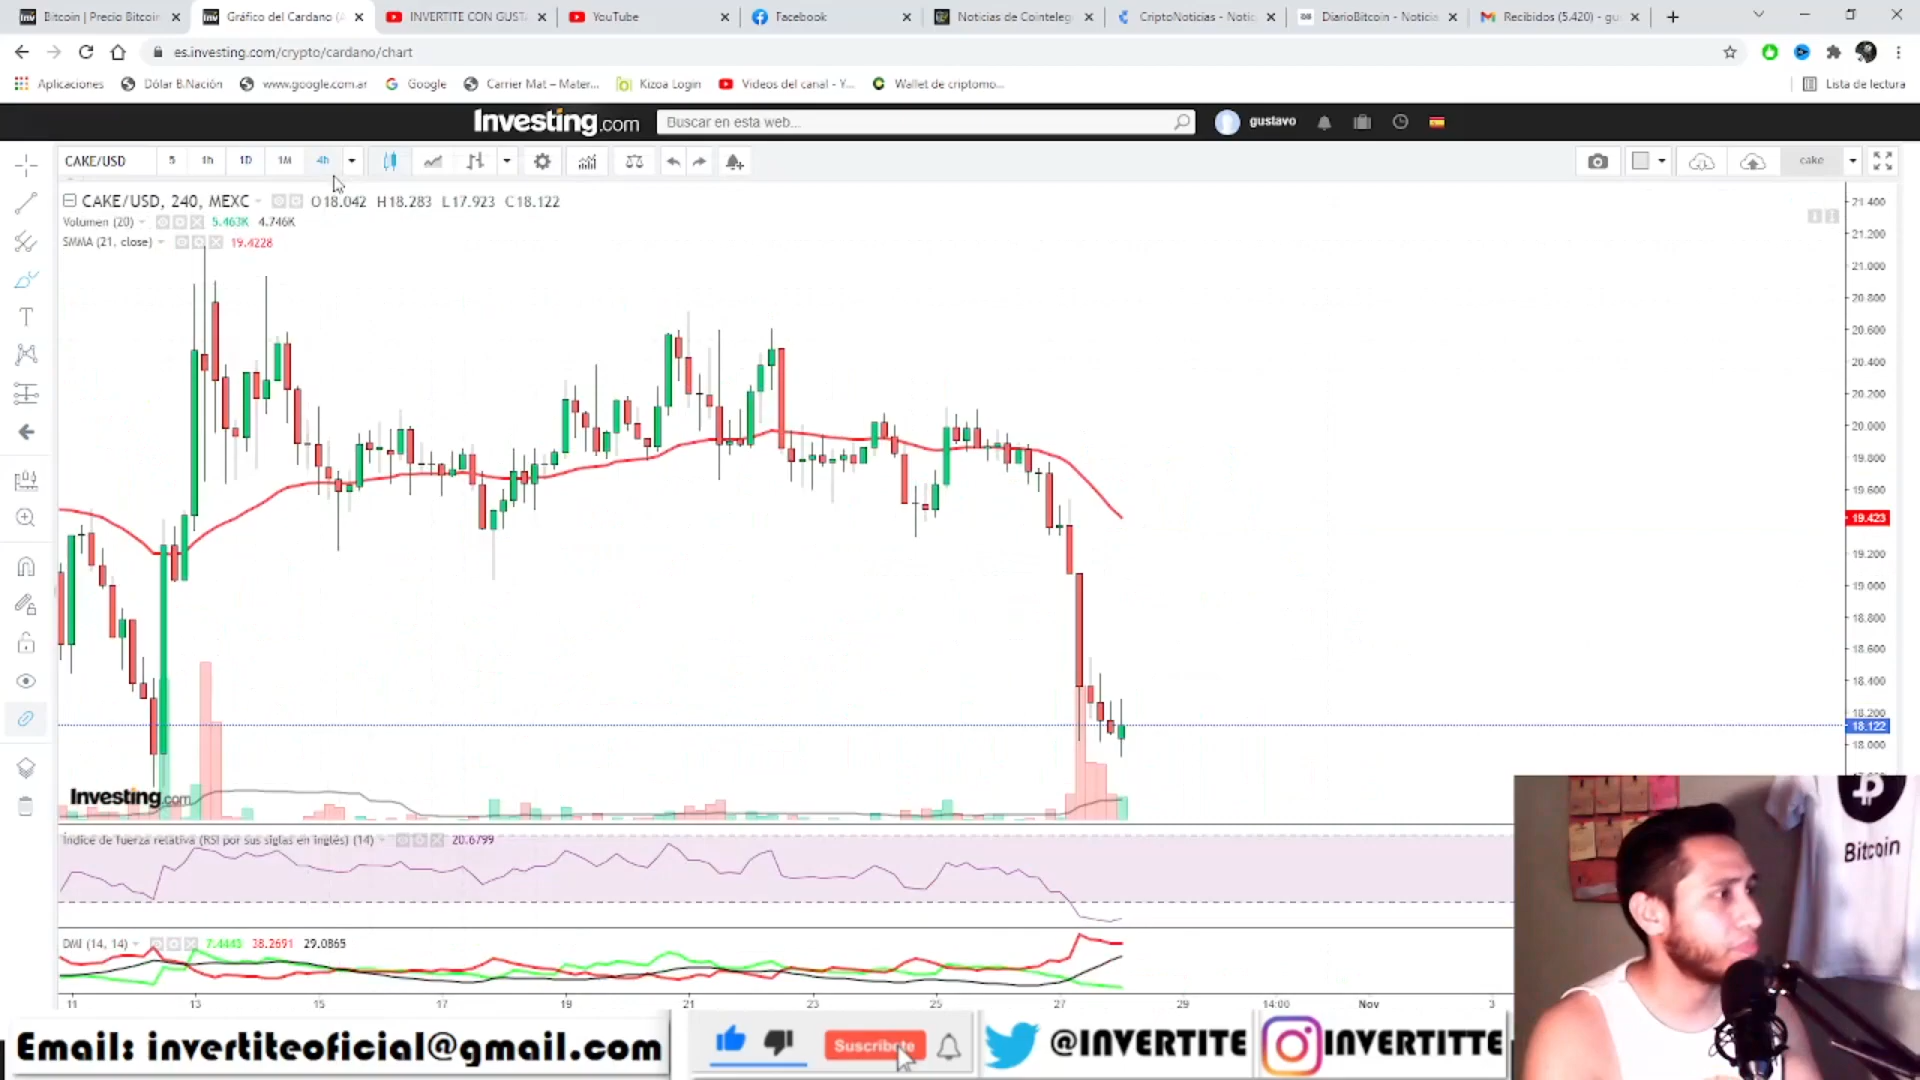 Bitcoin | Precio Bitcoin
Gráfico del Cardano (A
INVERTITE CON GUST
YouTube
Facebook
Noticias de Cointeleg
CriptoNoticias - Notic
DiarioBitcoin - Noticia
Recibidos (5.420) - gu
es.investing.com/crypto/cardano/chart
Aplicaciones
Dólar B.Nación
www.google.com.ar
Google
Carrier Mat – Mater...
Kizoa Login
Videos del canal - Y...
Wallet de criptomo...
Lista de lectura
Investing.com
Buscar en esta web...
gustavo
CAKE/USD
5
1h
1D
1M
4h
cake
CAKE/USD, 240, MEXC
O18.042 H18.283 L17.923 C18.122
Volumen (20)
5.463K 4.746K
SMMA (21, close)
19.4228
21.400
21.200
21.000
20.800
20.600
20.400
20.200
20.000
19.800
19.600
19.423
19.200
19.000
18.800
18.600
18.400
18.200
18.122
18.000
Investing.com
Índice de fuerza relativa (RSI por sus siglas en inglés) (14)
20.6799
DMI (14, 14)
7.4448 38.2691 29.0865
11 13 15 17 19 21 23 25 27 29 14:00 Nov 3
Bitcoin
Email: invertiteoficial@gmail.com
Suscribete
@INVERTITE
INVERTITTE